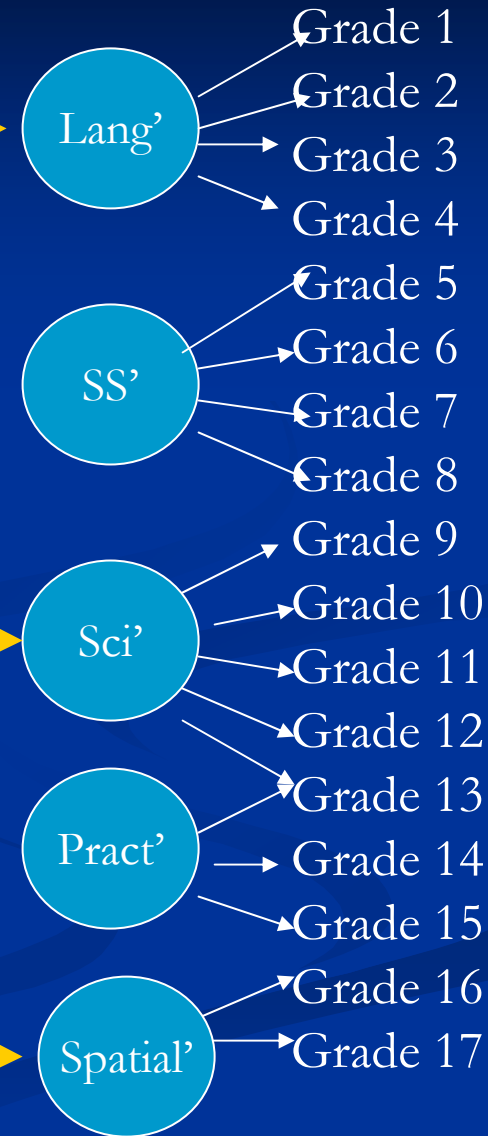 Grade 1
Grade 2
Lang’
Grade 3
Grade 4
Grade 5
Grade 6
SS’
Grade 7
Grade 8
Grade 9
Grade 10
Sci’
Grade 11
Grade 12
Grade 13
Pract’
Grade 14
Grade 15
Grade 16
Spatial’
Grade 17